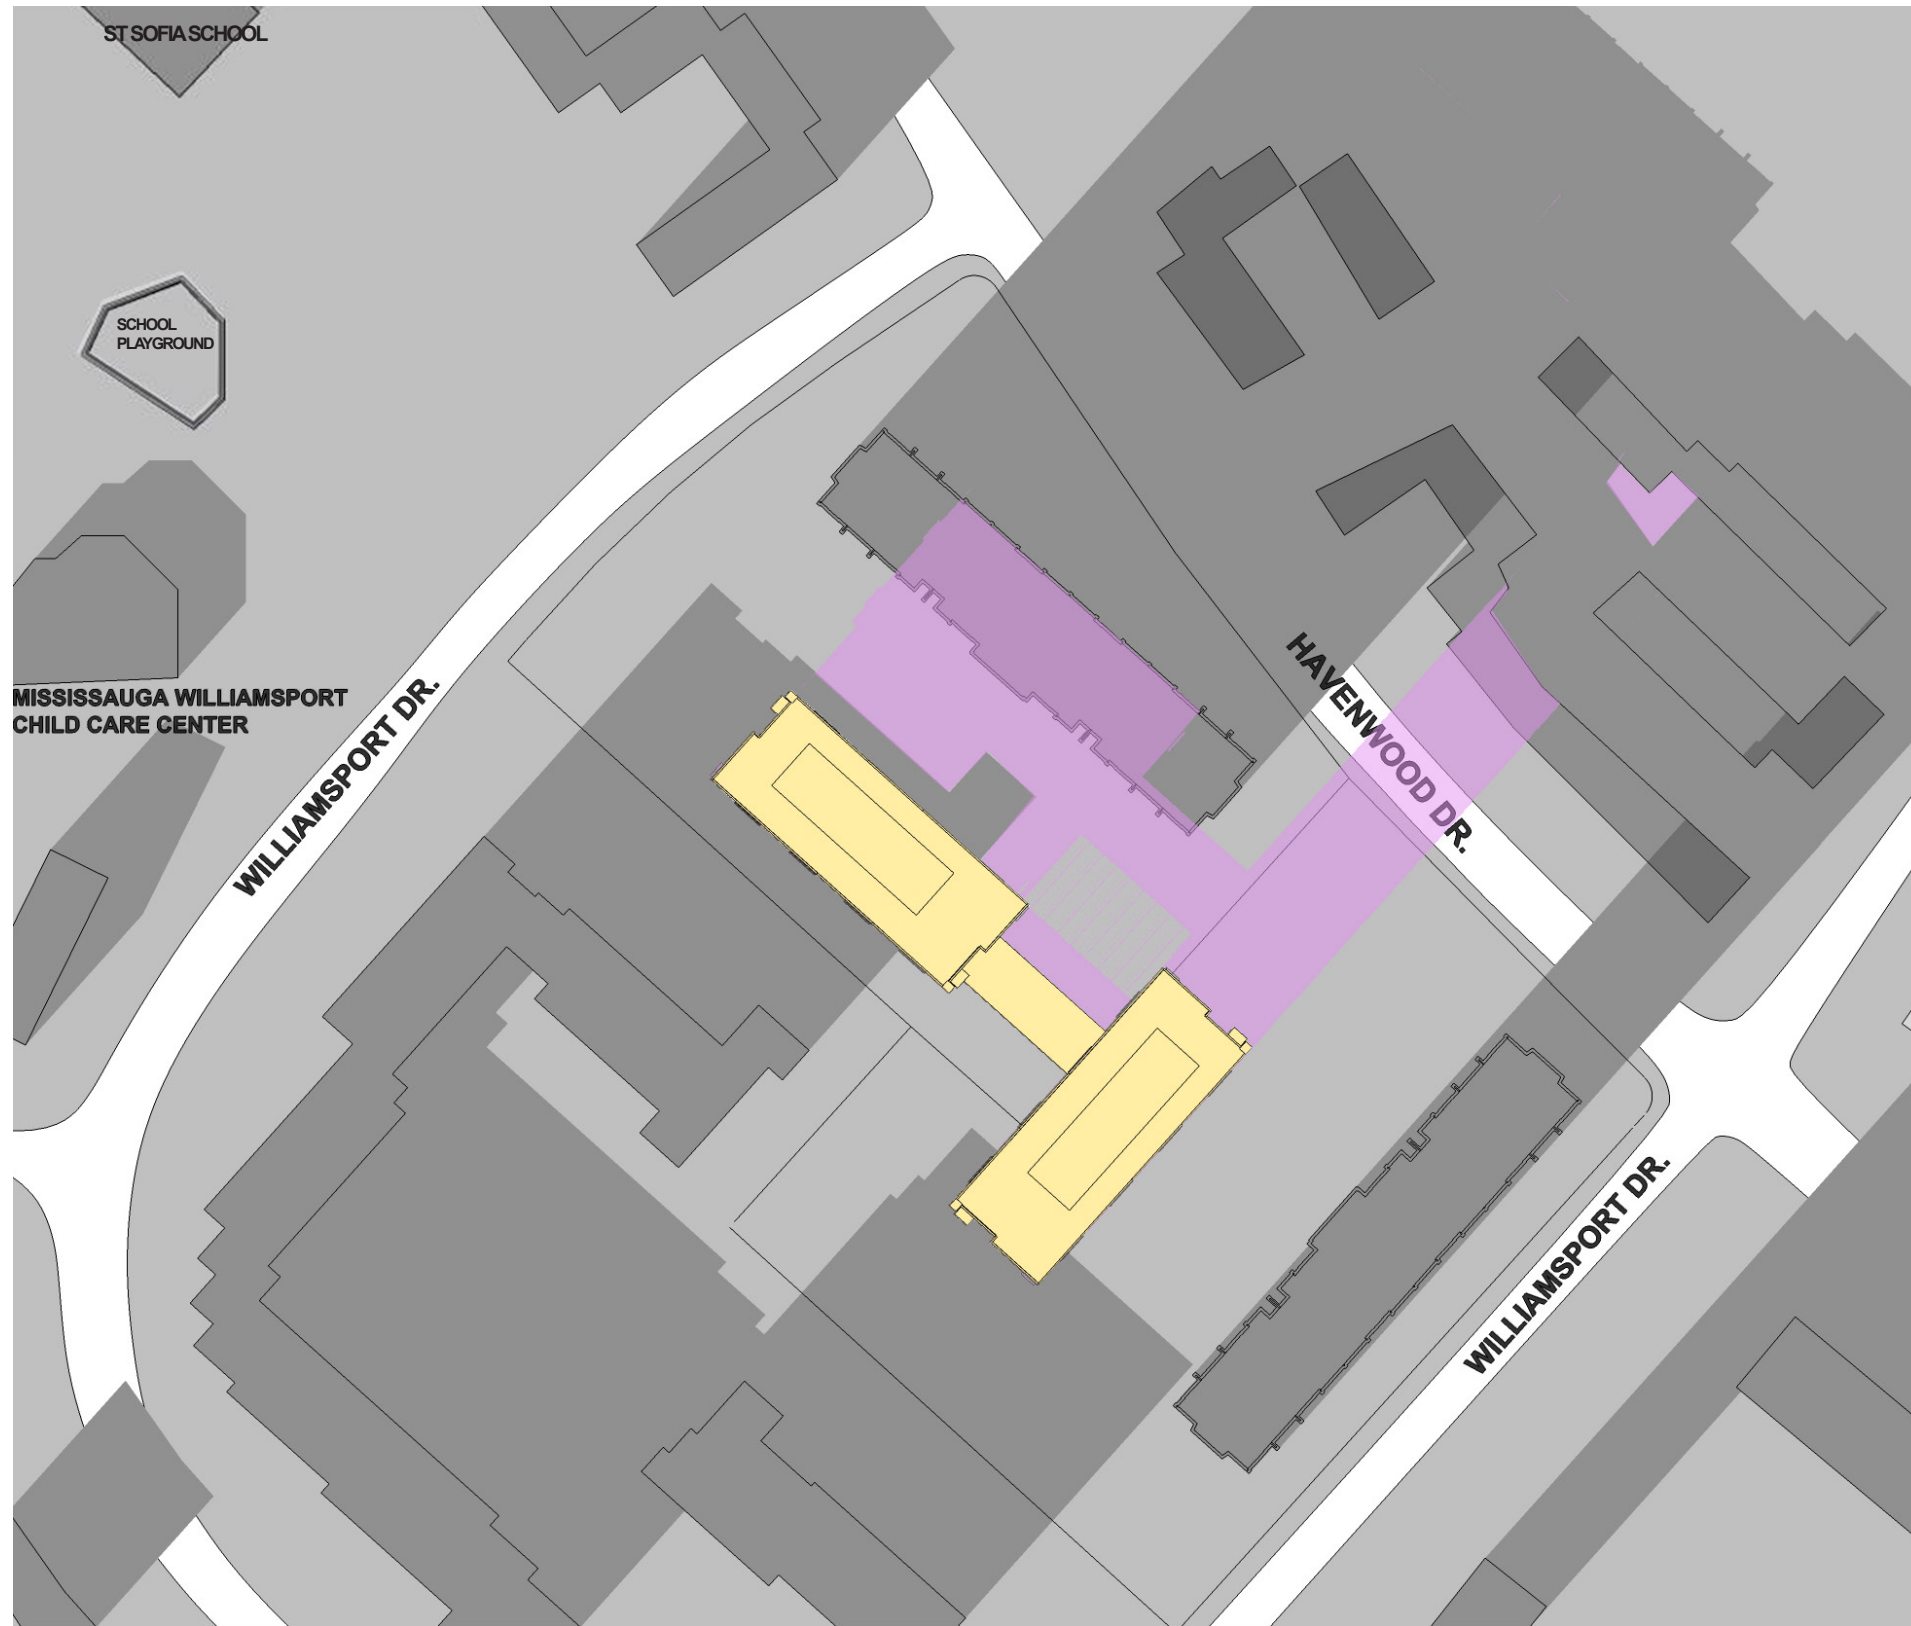 ST SOFIA SCHOOL
SCHOOL
PLAYGROUND
MISSISSAUGA WILLIAMSPORT
CHILD CARE CENTER
WILLIAMSPORT DR.
HAVENWOOD DR.
WILLIAMSPORT DR.